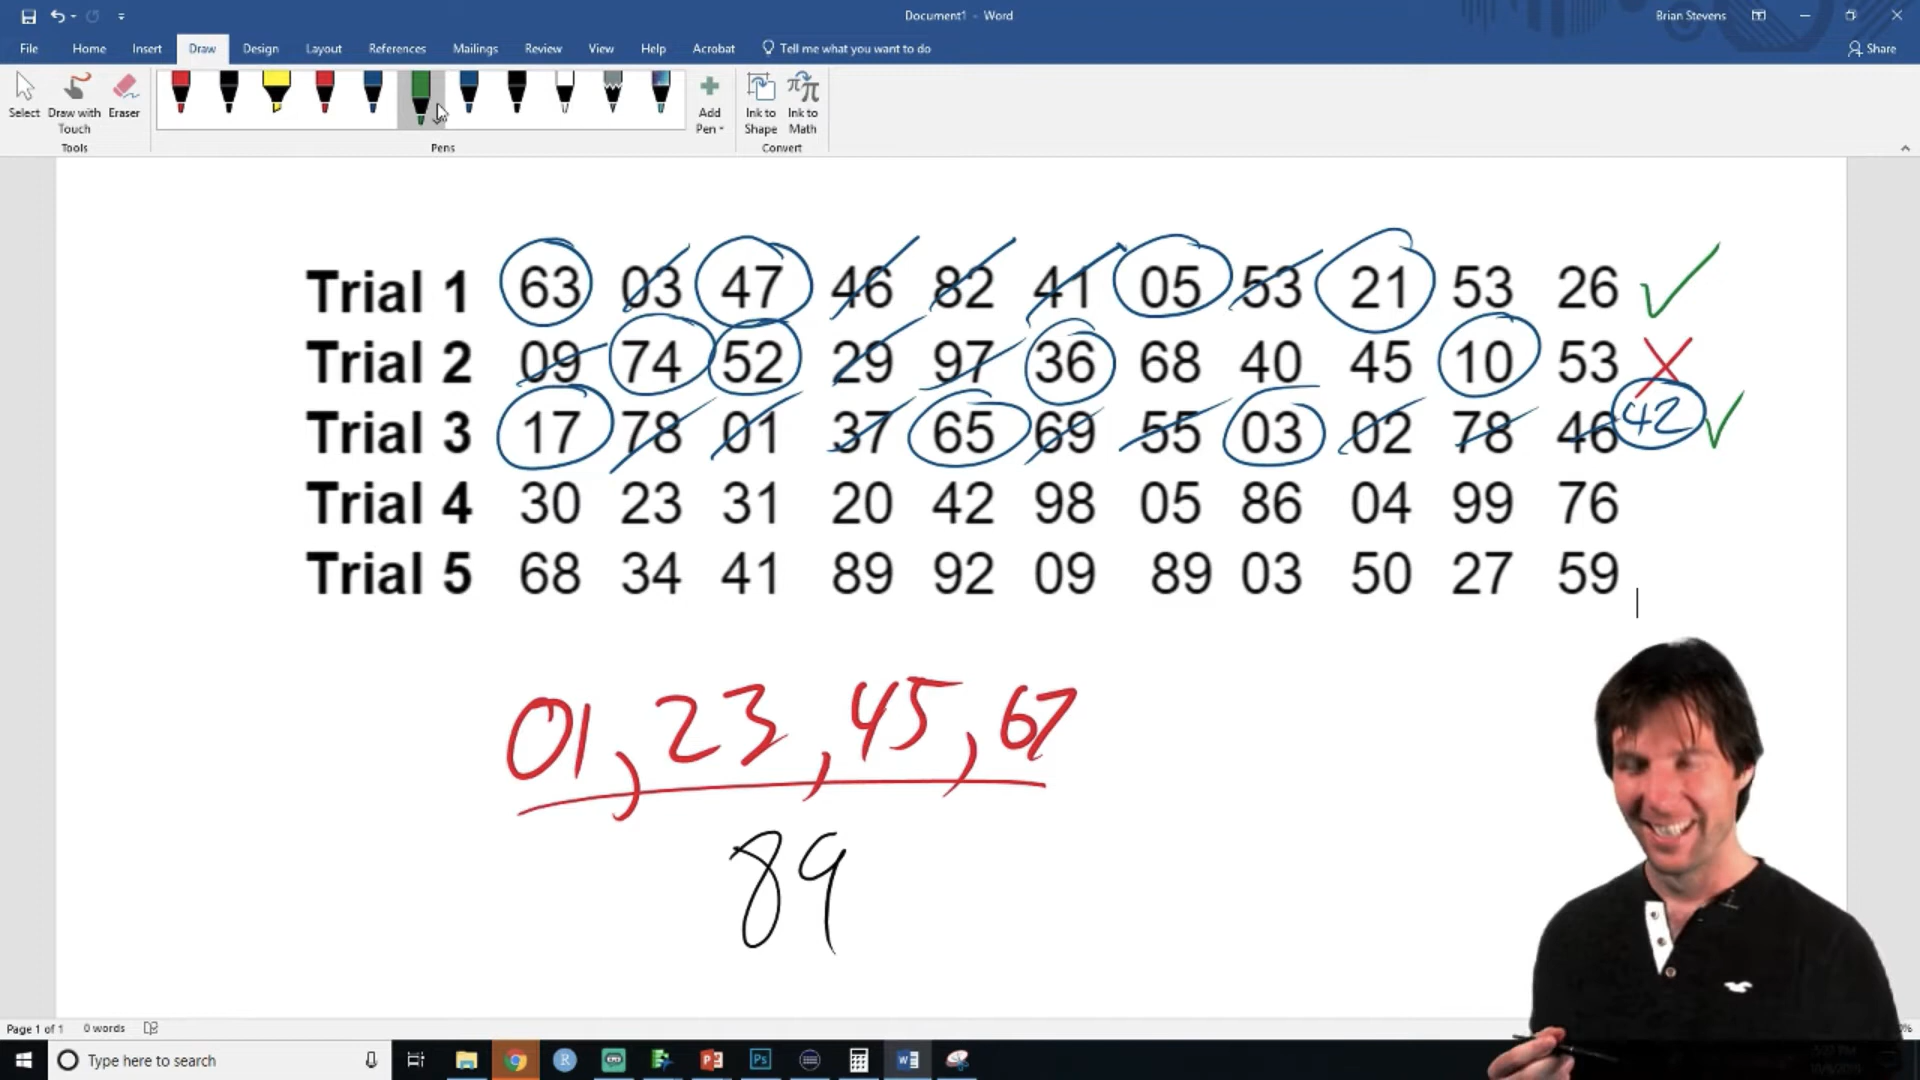 Document1 - Word
Brian Stevens
File Home Insert Draw Design Layout References Mailings Review View Help Acrobat Tell me what you want to do Share
Select Draw with Touch Eraser Add Pen Ink to Shape Ink to Math
Tools Pens Convert
Trial 1 63 03 47 46 82 41 05 53 21 53 26
Trial 2 09 74 52 29 97 36 68 40 45 10 53
Trial 3 17 78 01 37 65 69 55 03 02 78 46 42
Trial 4 30 23 31 20 42 98 05 86 04 99 76
Trial 5 68 34 41 89 92 09 89 03 50 27 59
01, 23, 45, 67
89
Page 1 of 1 0 words
Type here to search